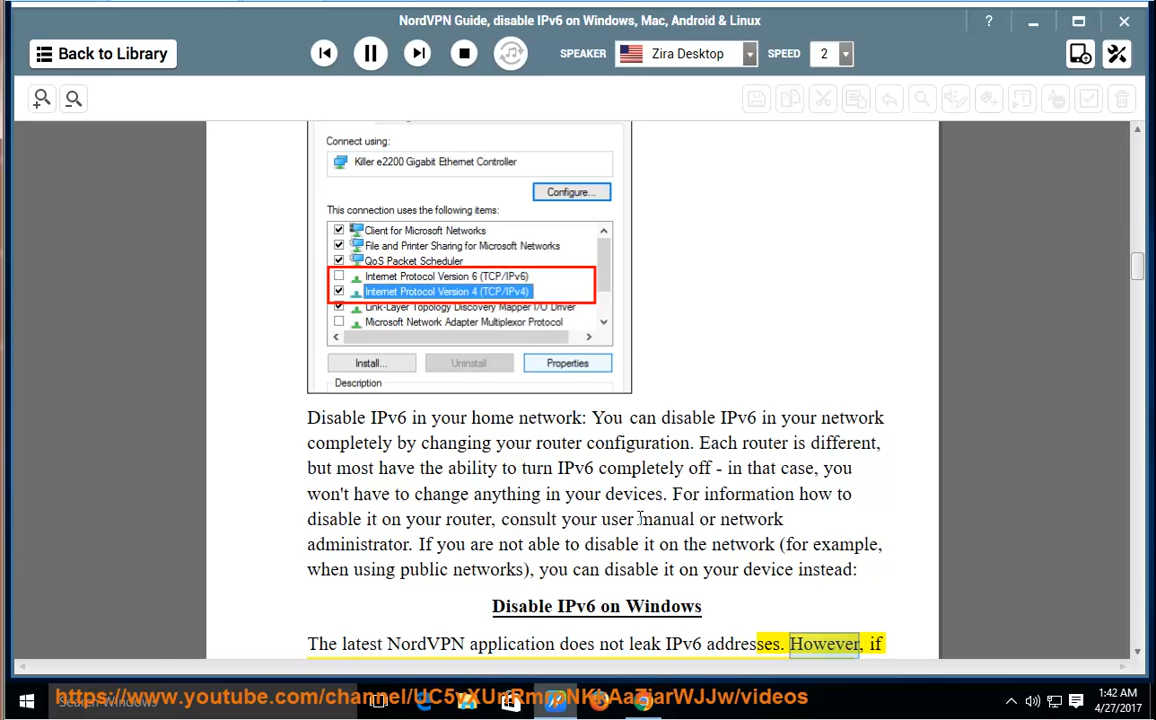 NordVPN Guide, disable IPv6 on Windows, Mac, Android & Linux
?
Back to Library
SPEAKER
Zira Desktop
SPEED
2
Connect using:
Killer e2200 Gigabit Ethernet Controller
Configure...
This connection uses the following items:
Client for Microsoft Networks
File and Printer Sharing for Microsoft Networks
QoS Packet Scheduler
Internet Protocol Version 6 (TCP/IPv6)
Internet Protocol Version 4 (TCP/IPv4)
Link-Layer Topology Discovery Mapper I/O Driver
Microsoft Network Adapter Multiplexor Protocol
Install...
Uninstall
Properties
Description
Disable IPv6 in your home network: You can disable IPv6 in your network
completely by changing your router configuration. Each router is different,
but most have the ability to turn IPv6 completely off - in that case, you
won't have to change anything in your devices. For information how to
disable it on your router, consult your user manual or network
administrator. If you are not able to disable it on the network (for example,
when using public networks), you can disable it on your device instead:
Disable IPv6 on Windows
The latest NordVPN application does not leak IPv6 addresses. However, if
Search Windows
1:42 AM
4/27/2017